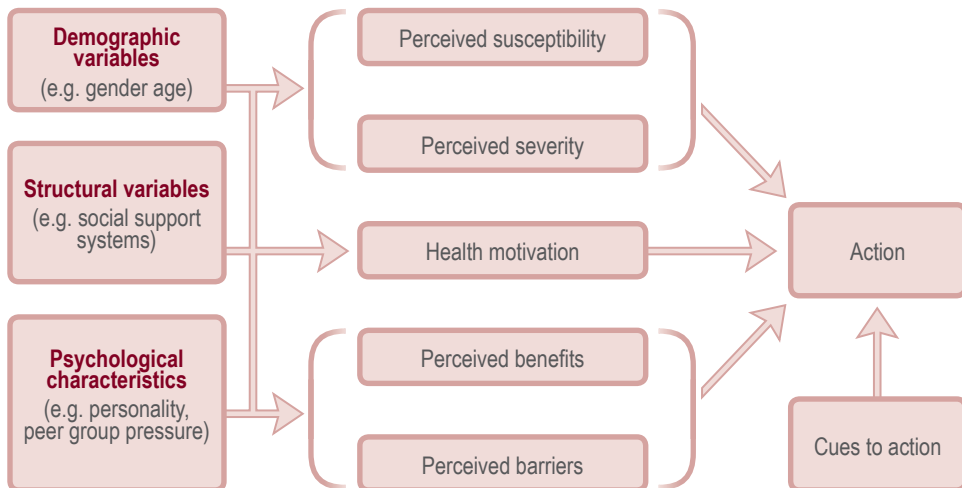 Demographic
variables
(e.g. gender age)
Structural variables
(e.g. social support
systems)
Psychological
characteristics
(e.g. personality,
peer group pressure)
Perceived susceptibility
Perceived severity
Health motivation
Perceived benefits
Perceived barriers
Action
Cues to action